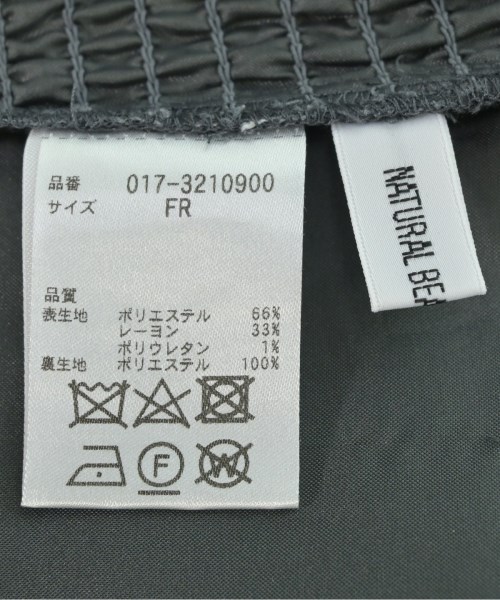 品番 017-3210900
サイズ FR
品質
表生地 ポリエステル 66%
レーヨン 33%
ポリウレタン 1%
裏生地 ポリエステル 100%
F
W
NATURAL